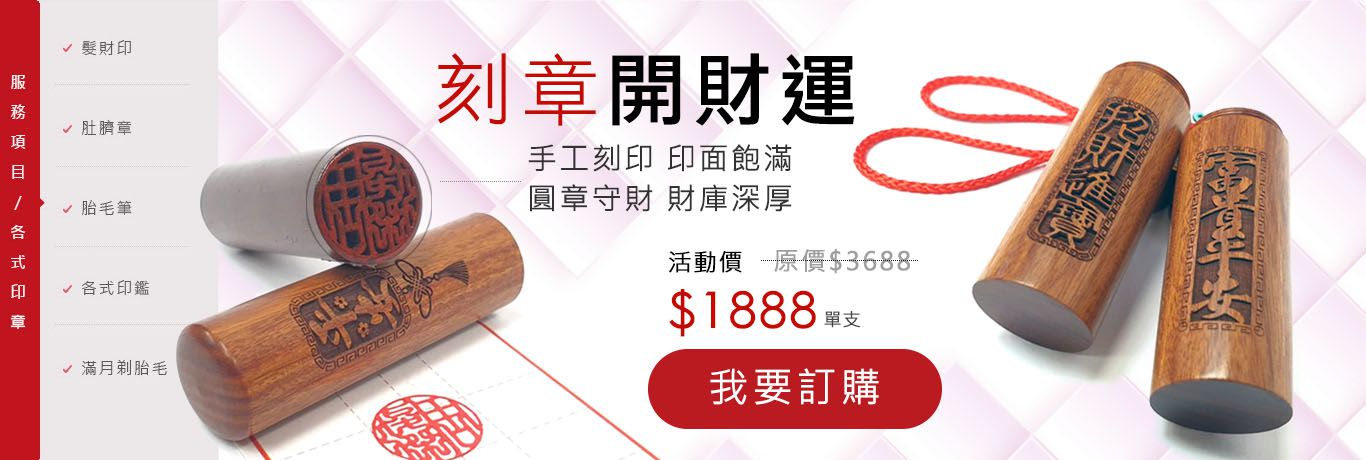 服務項目/各式印章
髮財印
肚臍章
胎毛筆
各式印鑑
滿月剃胎毛
刻章開財運
手工刻印 印面飽滿
圓章守財 財庫深厚
活動價 原價$3688
$1888 單支
我要訂購
招財進寶
富貴平安